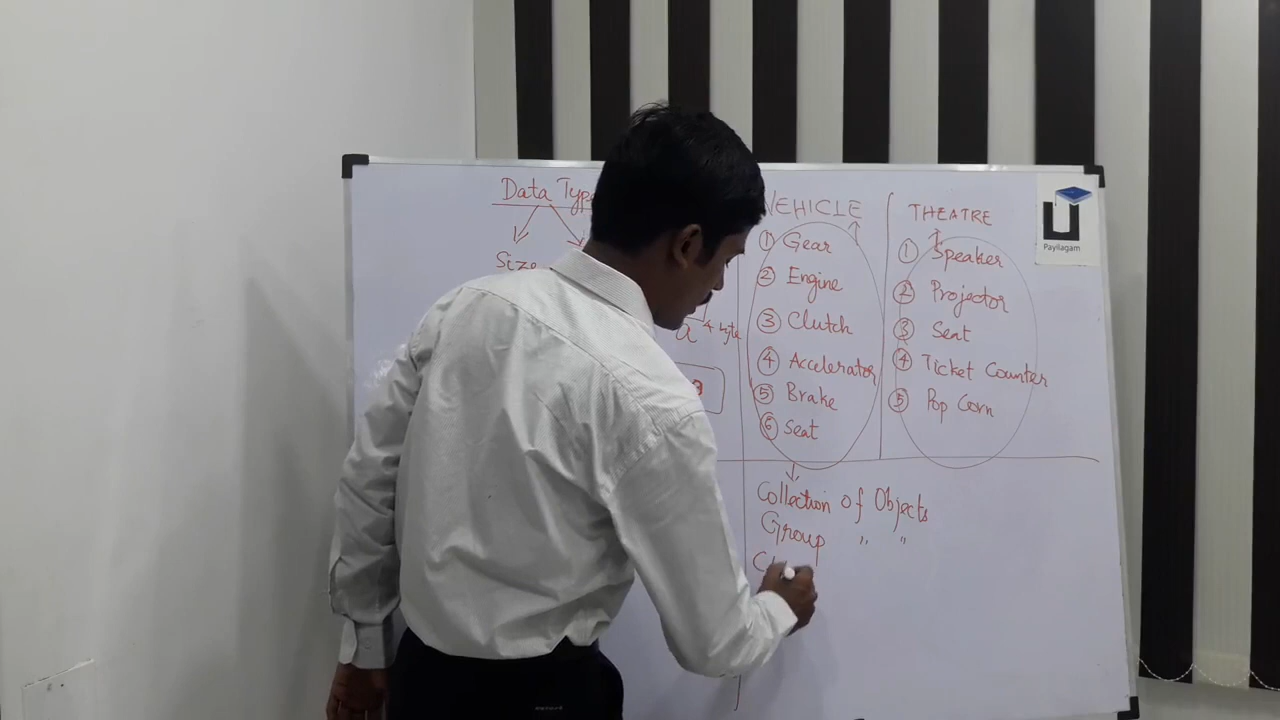 Data Type
Size
a 4 byte
VEHICLE
① Gear
② Engine
③ Clutch
④ Accelerator
⑤ Brake
⑥ Seat
THEATRE
① Speaker
② Projector
③ Seat
④ Ticket Counter
⑤ Pop Corn
Payilagam
Collection of Objects
Group " "